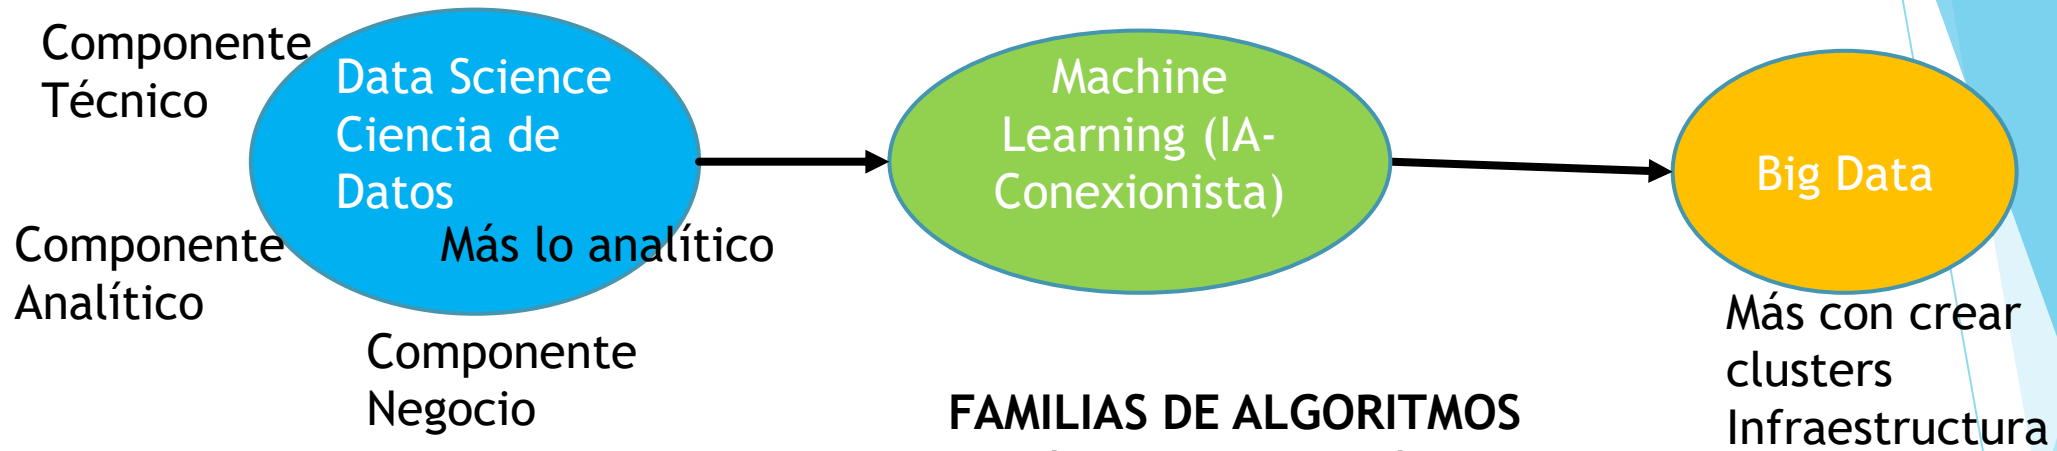 Componente
Técnico
Data Science
Ciencia de
Datos
Componente
Analítico
Más lo analítico
Componente
Negocio
Machine
Learning (IA-
Conexionista)
FAMILIAS DE ALGORITMOS
Big Data
Más con crear
clusters
Infraestructura